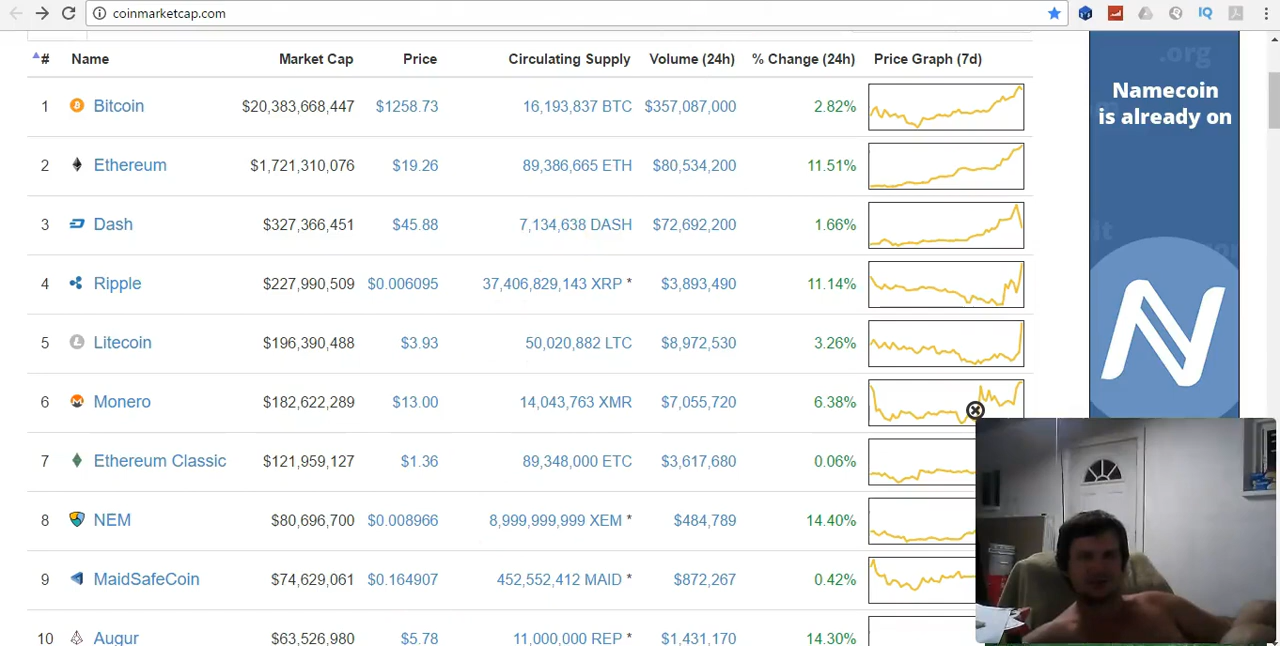 coinmarketcap.com
# Name Market Cap Price Circulating Supply Volume (24h) % Change (24h) Price Graph (7d)
1 Bitcoin $20,383,668,447 $1258.73 16,193,837 BTC $357,087,000 2.82%
2 Ethereum $1,721,310,076 $19.26 89,386,665 ETH $80,534,200 11.51%
3 Dash $327,366,451 $45.88 7,134,638 DASH $72,692,200 1.66%
4 Ripple $227,990,509 $0.006095 37,406,829,143 XRP * $3,893,490 11.14%
5 Litecoin $196,390,488 $3.93 50,020,882 LTC $8,972,530 3.26%
6 Monero $182,622,289 $13.00 14,043,763 XMR $7,055,720 6.38%
7 Ethereum Classic $121,959,127 $1.36 89,348,000 ETC $3,617,680 0.06%
8 NEM $80,696,700 $0.008966 8,999,999,999 XEM * $484,789 14.40%
9 MaidSafeCoin $74,629,061 $0.164907 452,552,412 MAID * $872,267 0.42%
10 Augur $63,526,980 $5.78 11,000,000 REP * $1,431,170 14.30%
.org
Namecoin
is already on
IQ